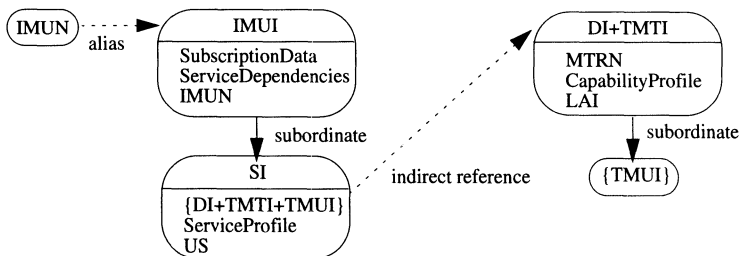 IMUN
alias
IMUI
SubscriptionData
ServiceDependencies
IMUN
subordinate
SI
{DI+TMTI+TMUI}
ServiceProfile
US
indirect reference
DI+TMTI
MTRN
CapabilityProfile
LAI
subordinate
{TMUI}